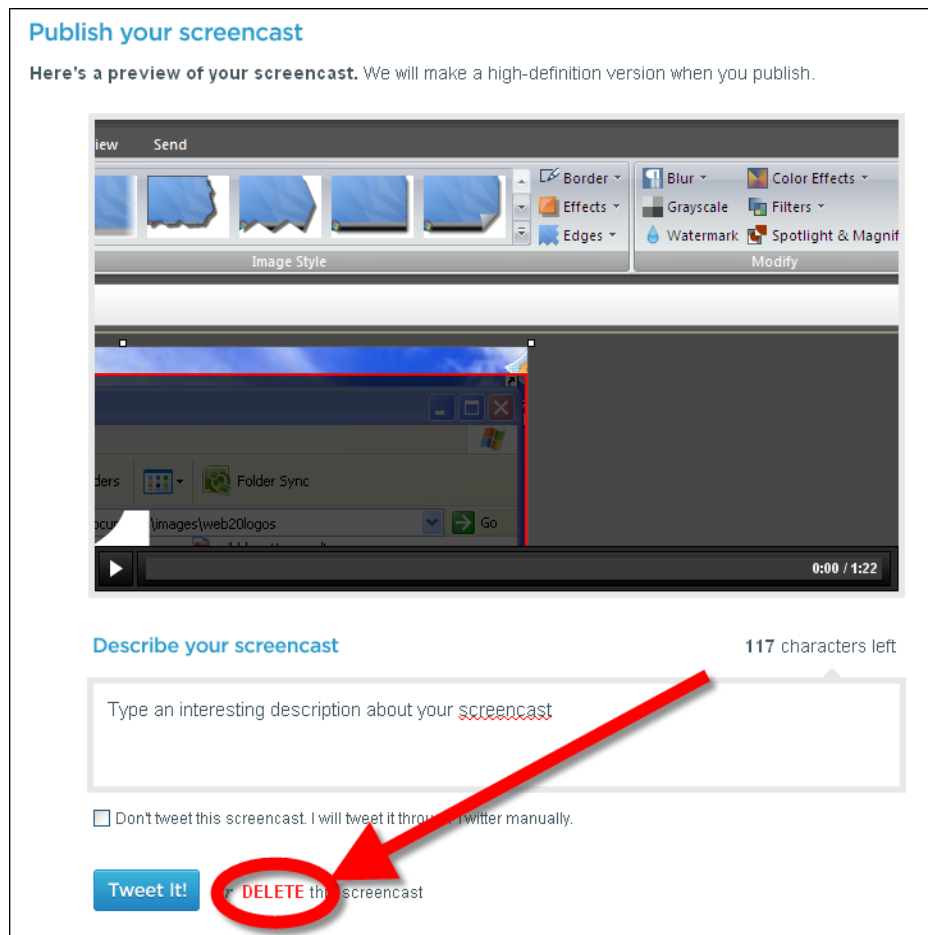 Publish your screencast
Here's a preview of your screencast. We will make a high-definition version when you publish.
iew Send
Border Blur Color Effects
Effects Grayscale Filters
Edges Watermark Spotlight & Magnif
Image Style Modify
ders Folder Sync
\images\web20logos Go
0:00 / 1:22
Describe your screencast 117 characters left
Type an interesting description about your screencast
Don't tweet this screencast. I will tweet it through Twitter manually.
Tweet It! DELETE this screencast